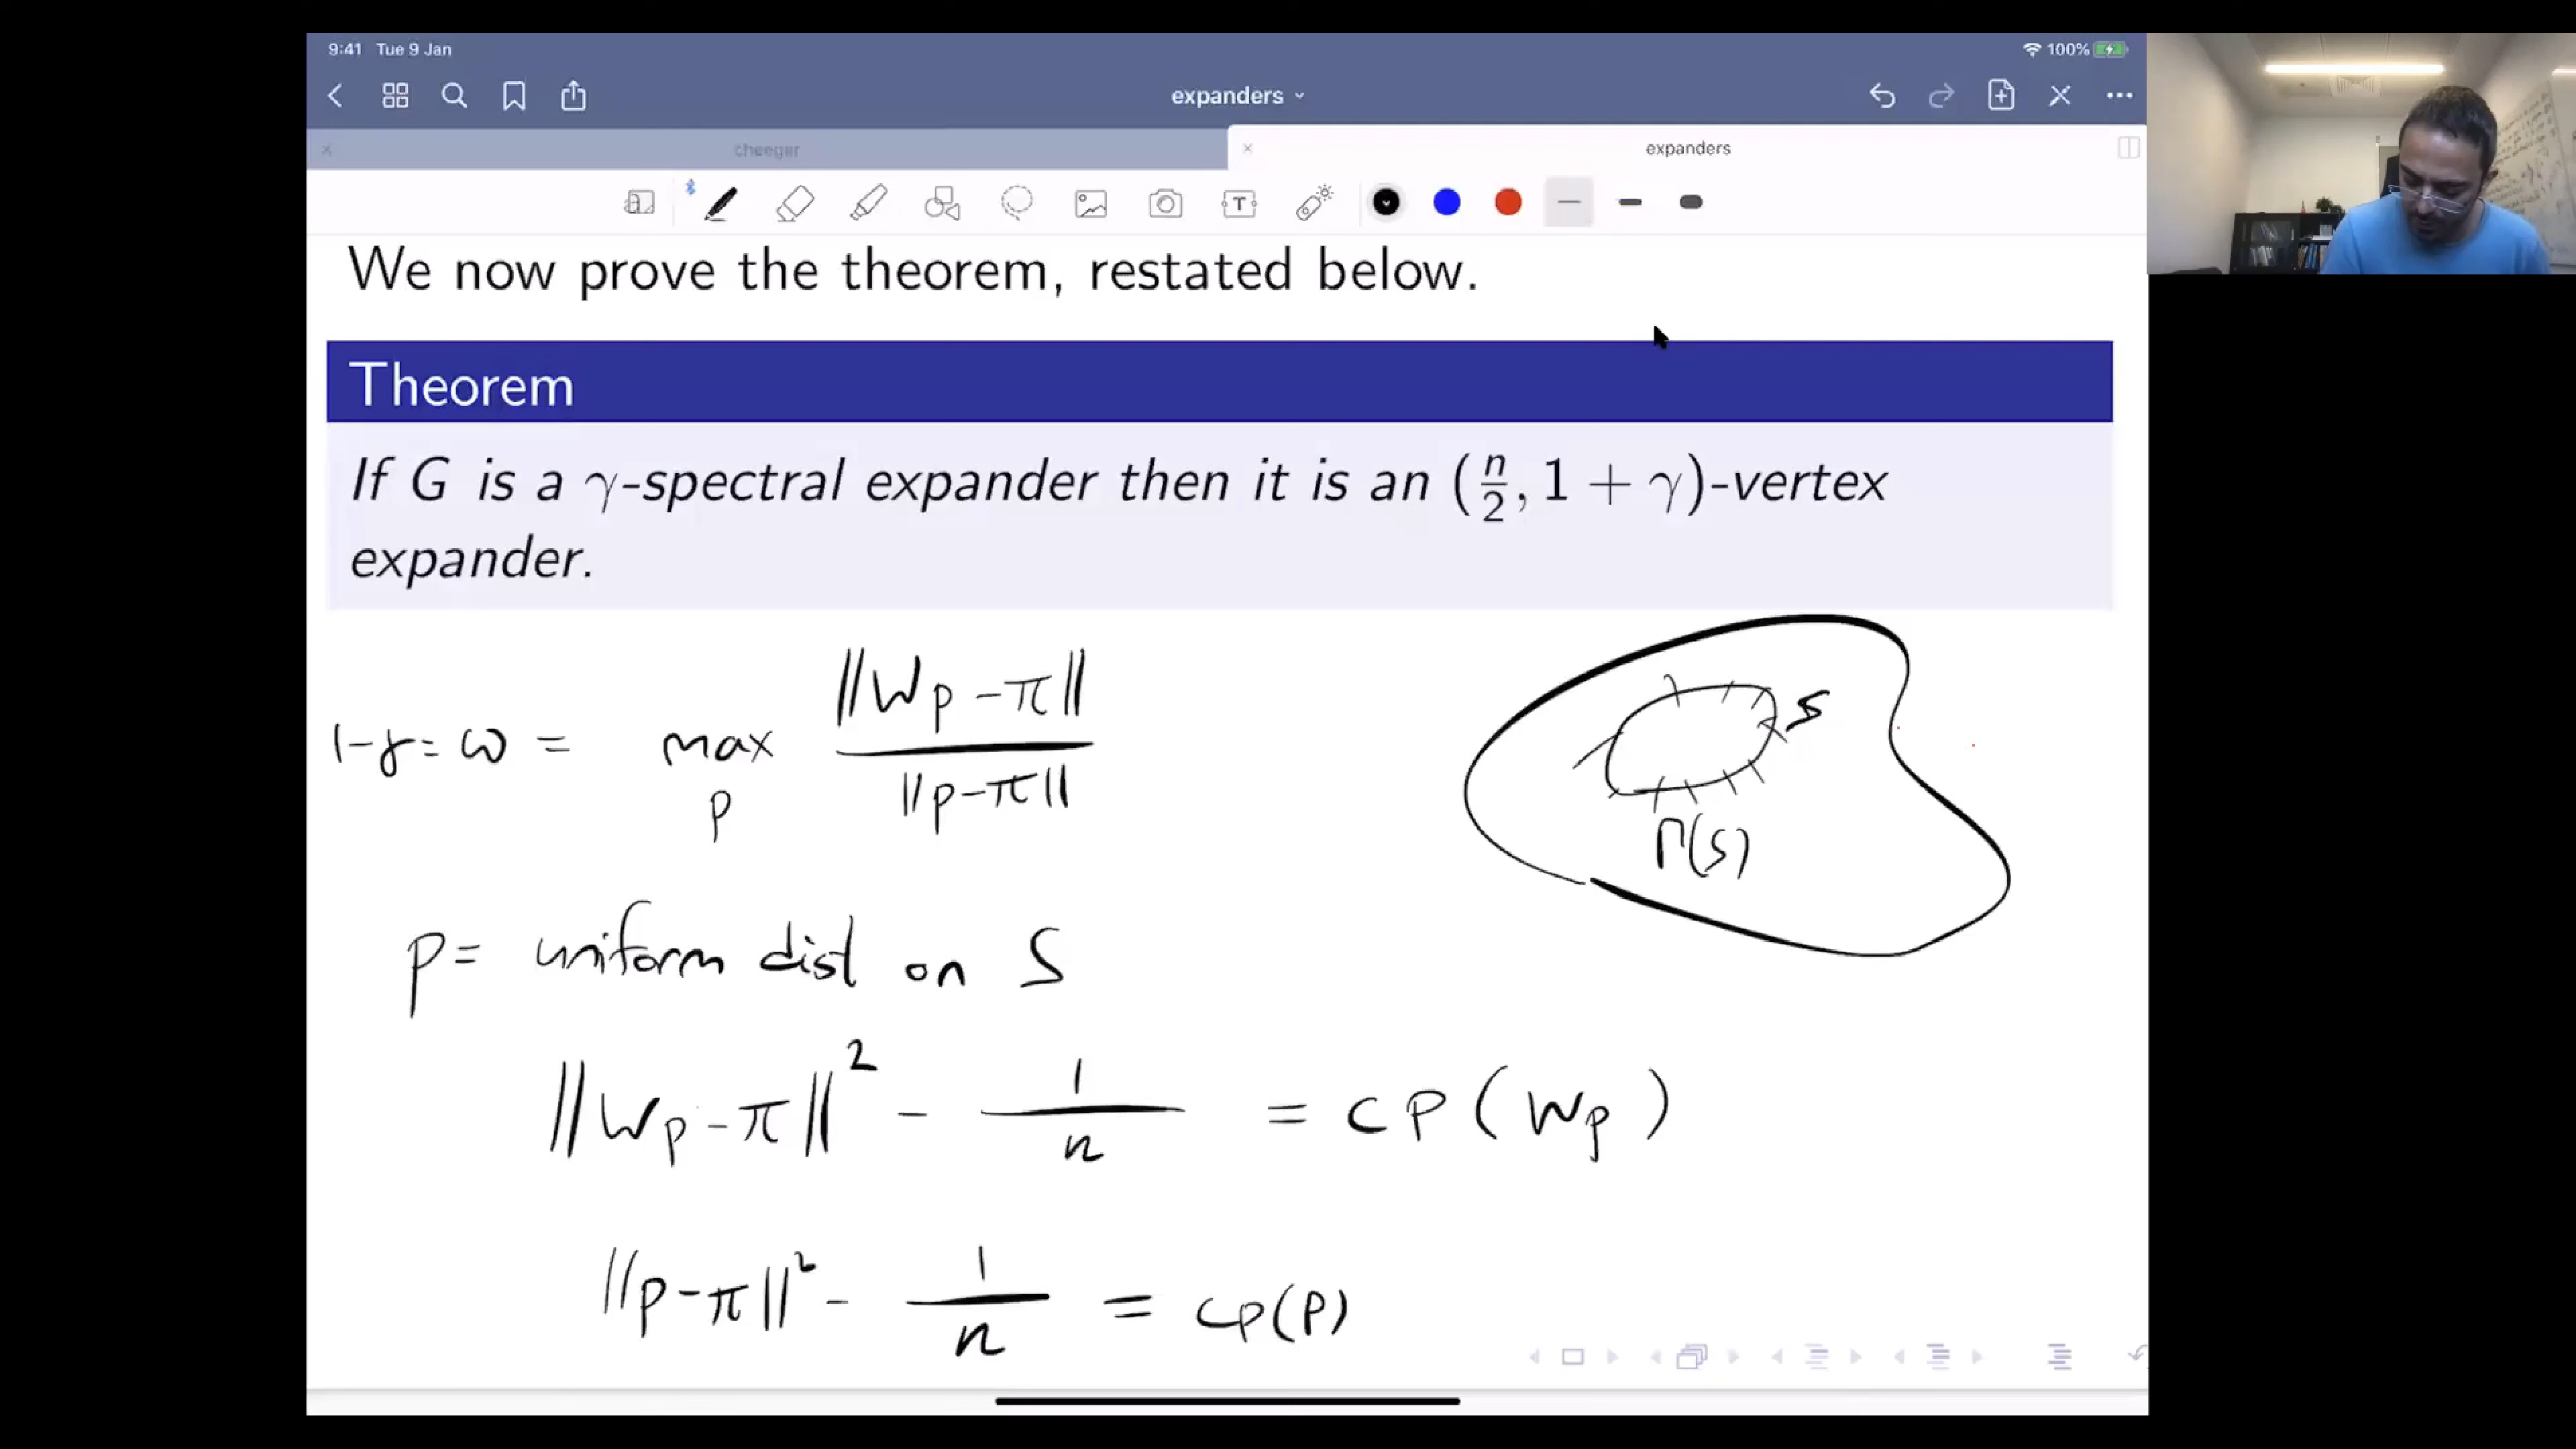 9:41 Tue 9 Jan
100%
expanders
cheeger
expanders
We now prove the theorem, restated below.
Theorem
If G is a γ-spectral expander then it is an (n/2, 1 + γ)-vertex
expander.
1-γ = ω = max_p ||Wp - π|| / ||p - π||
S
Γ(S)
p = uniform dist on S
||Wp - π||² - 1/n = CP(Wp)
||p - π||² - 1/n = CP(P)